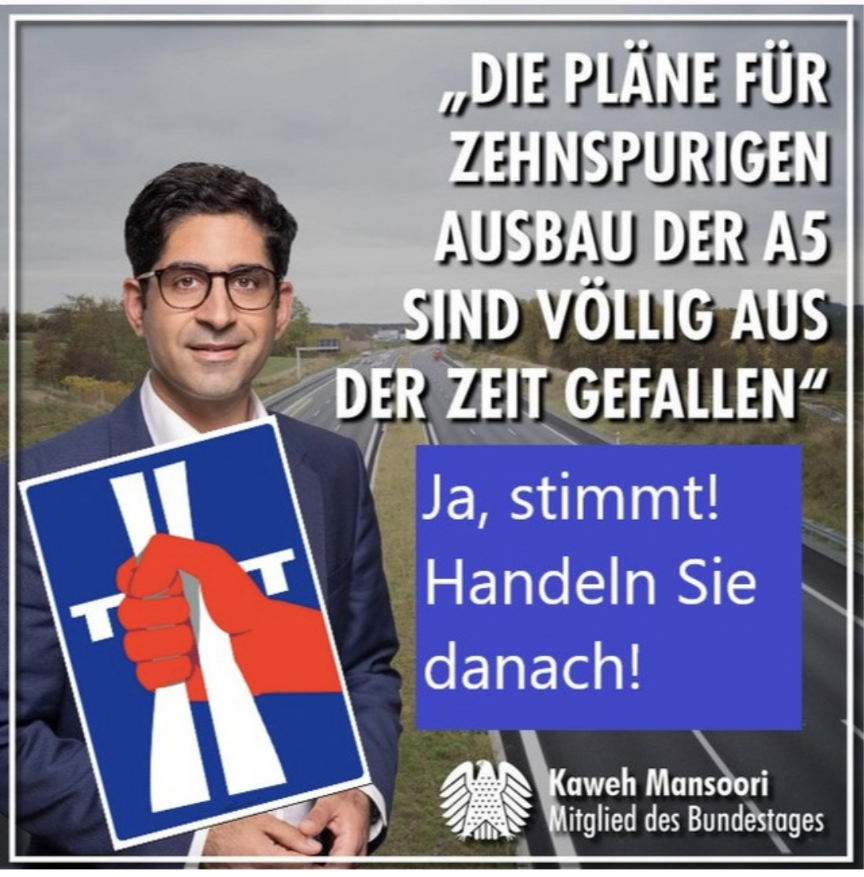 „DIE PLÄNE FÜR
ZEHNSPURIGEN
AUSBAU DER A5
SIND VÖLLIG AUS
DER ZEIT GEFALLEN“
Ja, stimmt!
Handeln Sie
danach!
Kaweh Mansoori
Mitglied des Bundestages